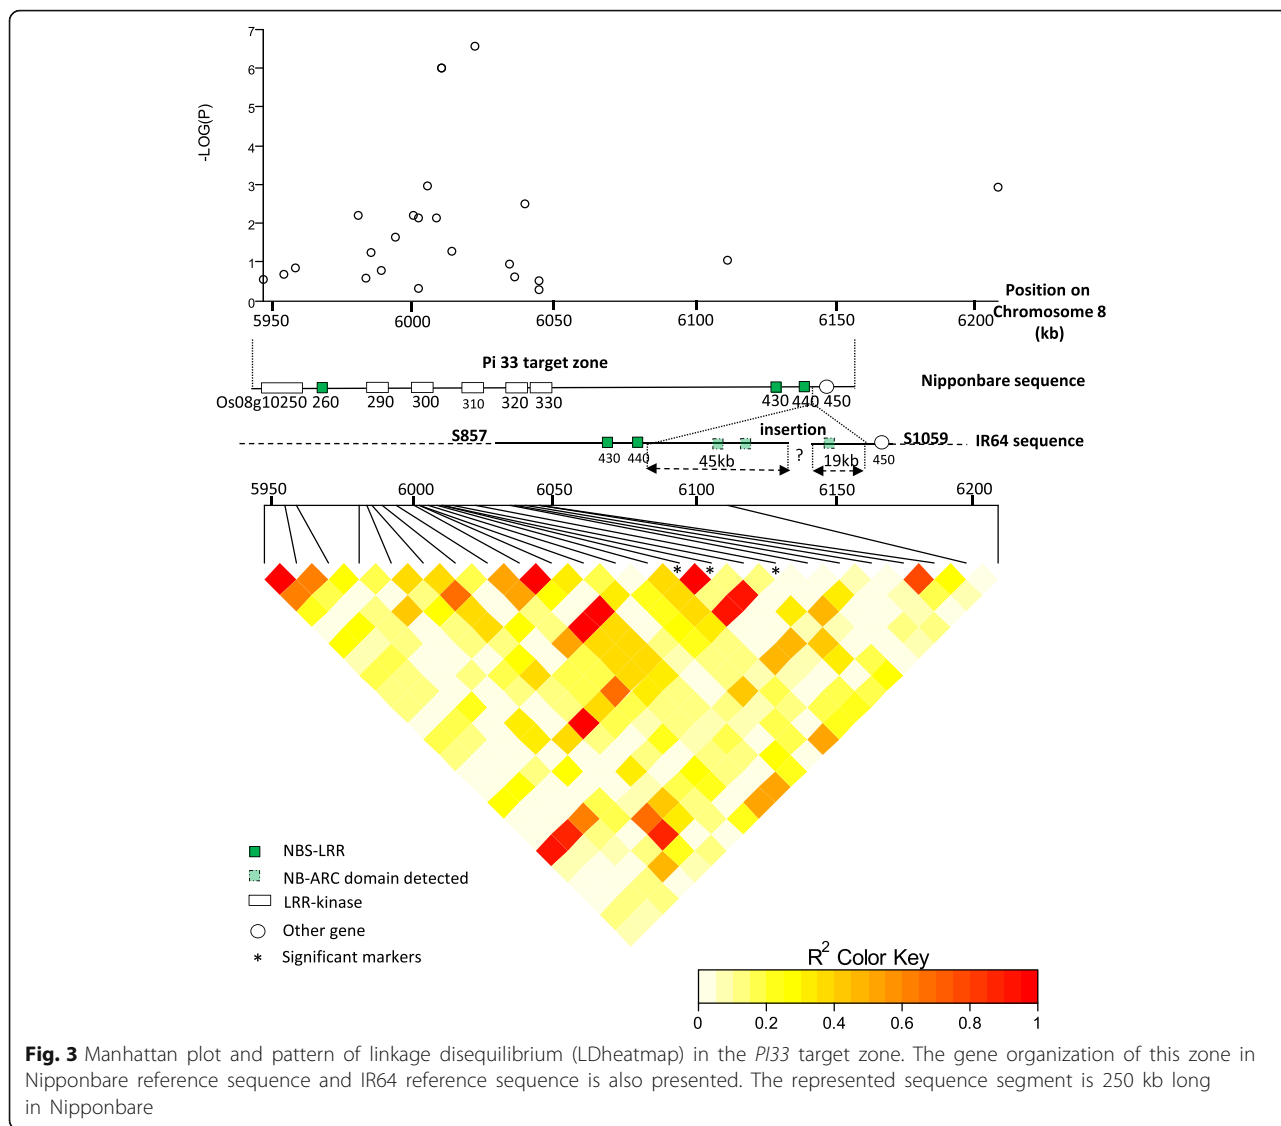 7
6
5
4
3
2
1
0
-LOG(P)
5950 6000 6050 6100 6150 6200
Position on
Chromosome 8
(kb)
Pi 33 target zone
Nipponbare sequence
Os08g10250 260 290 300 310 320 330 430 440 450
insertion
S857 S1059 IR64 sequence
430 440 45kb ? 19kb 450
5950 6000 6050 6100 6150 6200
* * *
NBS-LRR
NB-ARC domain detected
LRR-kinase
Other gene
* Significant markers
R² Color Key
0 0.2 0.4 0.6 0.8 1
Fig. 3 Manhattan plot and pattern of linkage disequilibrium (LDheatmap) in the PI33 target zone. The gene organization of this zone in
Nipponbare reference sequence and IR64 reference sequence is also presented. The represented sequence segment is 250 kb long
in Nipponbare